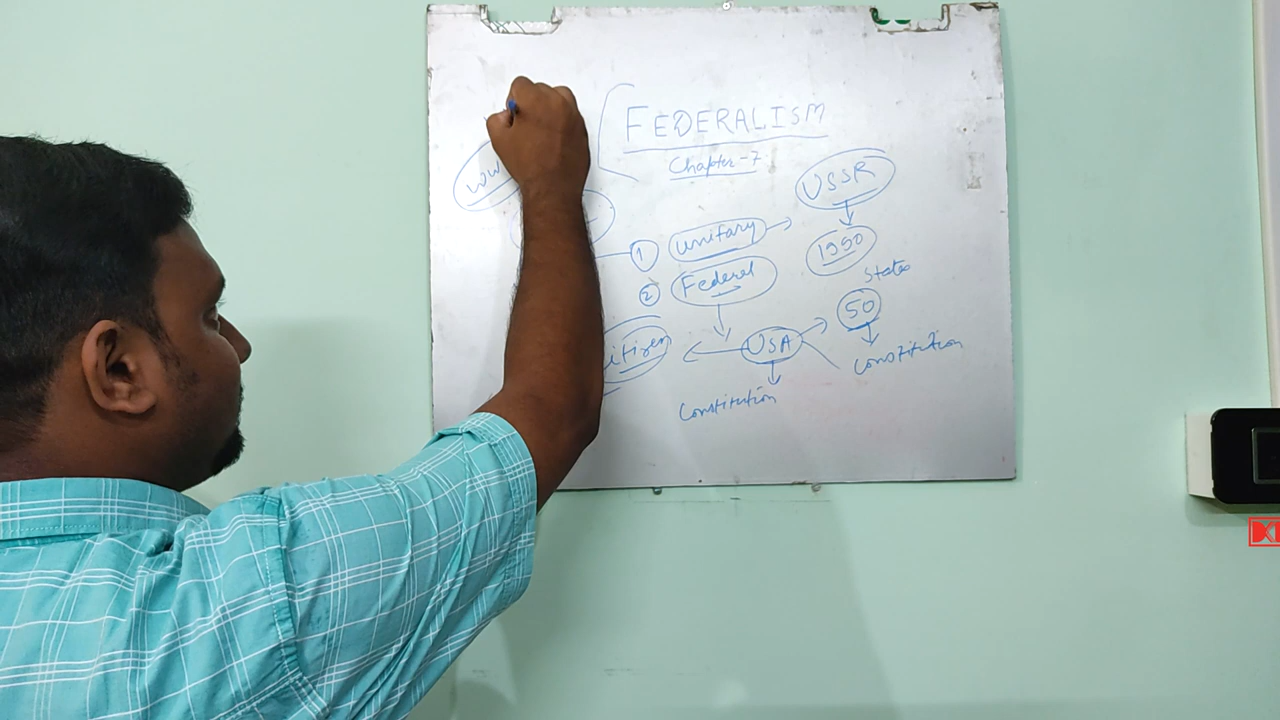 FEDERALISM
Chapter-7
USSR
1 unitary
1950
2 Federal
States
50
itizen
USA
Constitution
Constitution